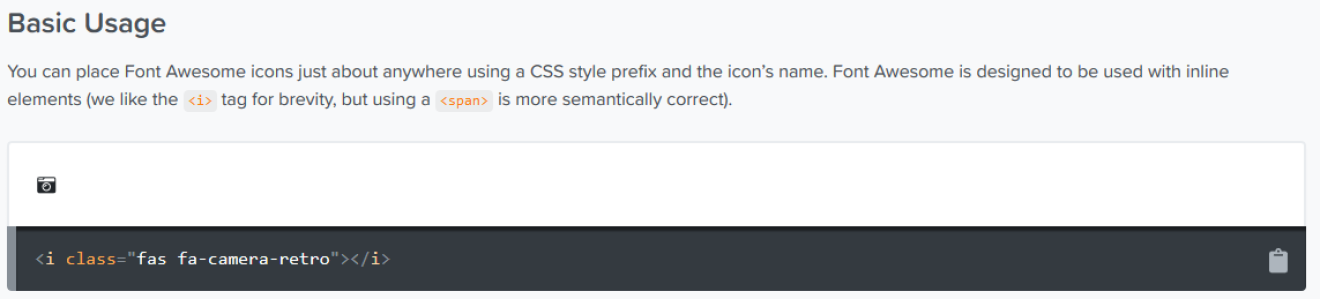 Basic Usage
You can place Font Awesome icons just about anywhere using a CSS style prefix and the icon’s name. Font Awesome is designed to be used with inline
elements (we like the <i> tag for brevity, but using a <span> is more semantically correct).
<i class="fas fa-camera-retro"></i>